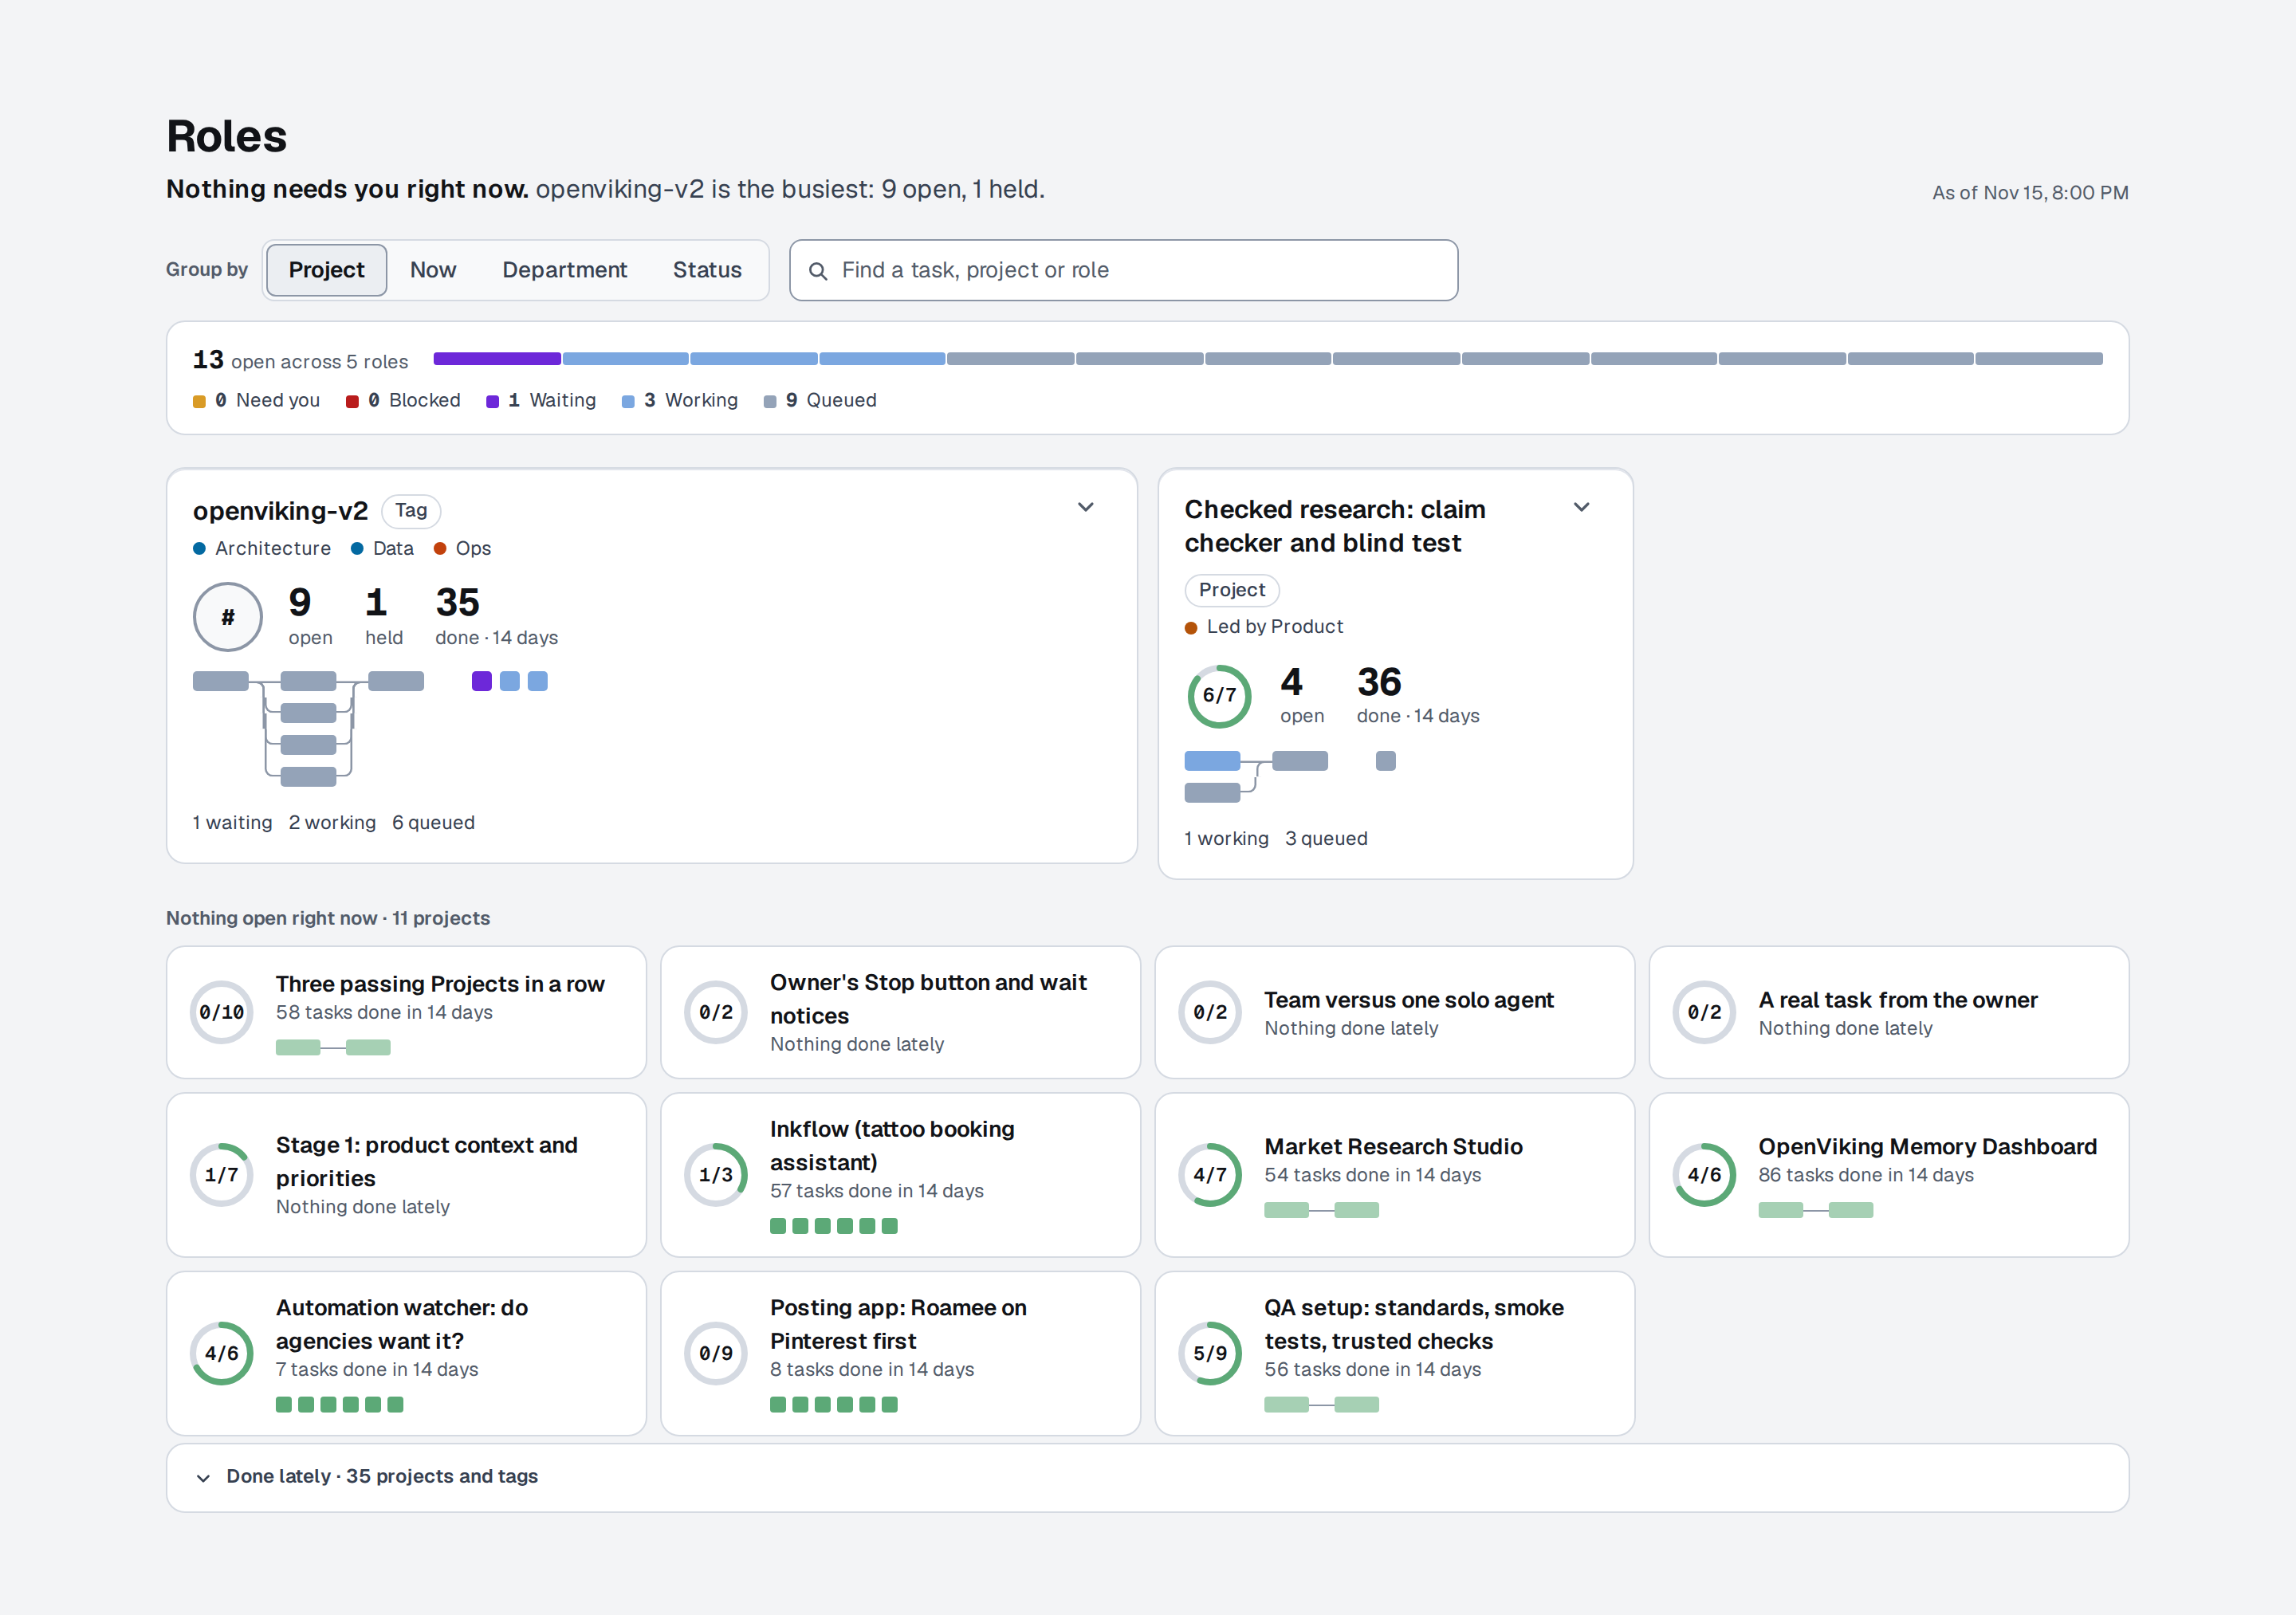 Roles
Nothing needs you right now. openviking-v2 is the busiest: 9 open, 1 held.
As of Nov 15, 8:00 PM
Group by
Project
Now
Department
Status
Find a task, project or role
13 open across 5 roles
0 Need you
0 Blocked
1 Waiting
3 Working
9 Queued
openviking-v2
Tag
Architecture
Data
Ops
#
9 open
1 held
35 done · 14 days
1 waiting
2 working
6 queued
Checked research: claim
checker and blind test
Project
Led by Product
6/7
4 open
36 done · 14 days
1 working
3 queued
Nothing open right now · 11 projects
0/10
Three passing Projects in a row
58 tasks done in 14 days
0/2
Owner's Stop button and wait
notices
Nothing done lately
0/2
Team versus one solo agent
Nothing done lately
0/2
A real task from the owner
Nothing done lately
1/7
Stage 1: product context and
priorities
Nothing done lately
1/3
Inkflow (tattoo booking
assistant)
57 tasks done in 14 days
4/7
Market Research Studio
54 tasks done in 14 days
4/6
OpenViking Memory Dashboard
86 tasks done in 14 days
4/6
Automation watcher: do
agencies want it?
7 tasks done in 14 days
0/9
Posting app: Roamee on
Pinterest first
8 tasks done in 14 days
5/9
QA setup: standards, smoke
tests, trusted checks
56 tasks done in 14 days
Done lately · 35 projects and tags